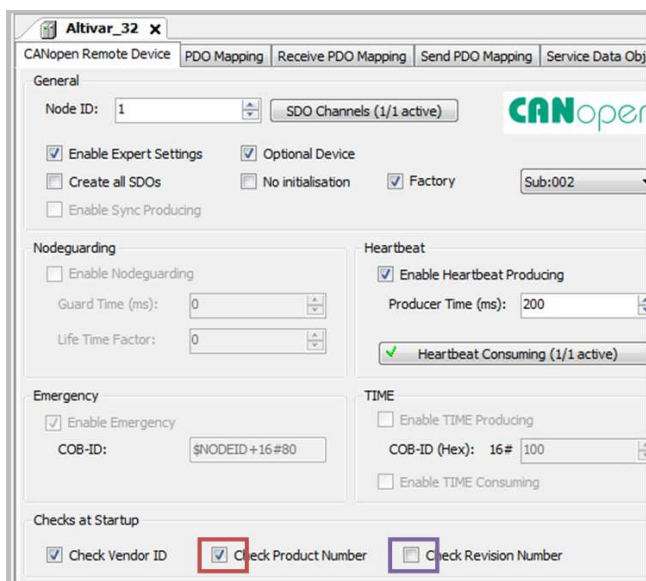 Altivar_32 X
CANopen Remote Device PDO Mapping Receive PDO Mapping Send PDO Mapping Service Data Obj
General
Node ID: 1 SDO Channels (1/1 active) CANopen
Enable Expert Settings Optional Device
Create all SDOs No initialisation Factory Sub:002
Enable Sync Producing
Nodeguarding Heartbeat
Enable Nodeguarding Enable Heartbeat Producing
Guard Time (ms): 0 Producer Time (ms): 200
Life Time Factor: 0 Heartbeat Consuming (1/1 active)
Emergency TIME
Enable Emergency Enable TIME Producing
COB-ID: $NODEID+16#80 COB-ID (Hex): 16# 100
Enable TIME Consuming
Checks at Startup
Check Vendor ID Check Product Number Check Revision Number